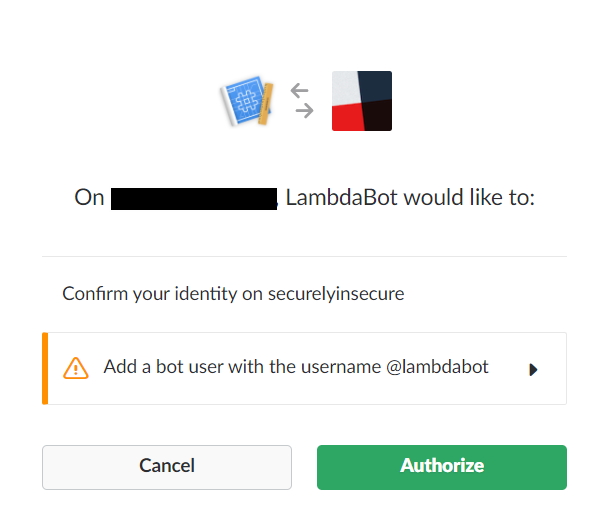 On , LambdaBot would like to:
Confirm your identity on securelyinsecure
Add a bot user with the username @lambdabot
Cancel
Authorize